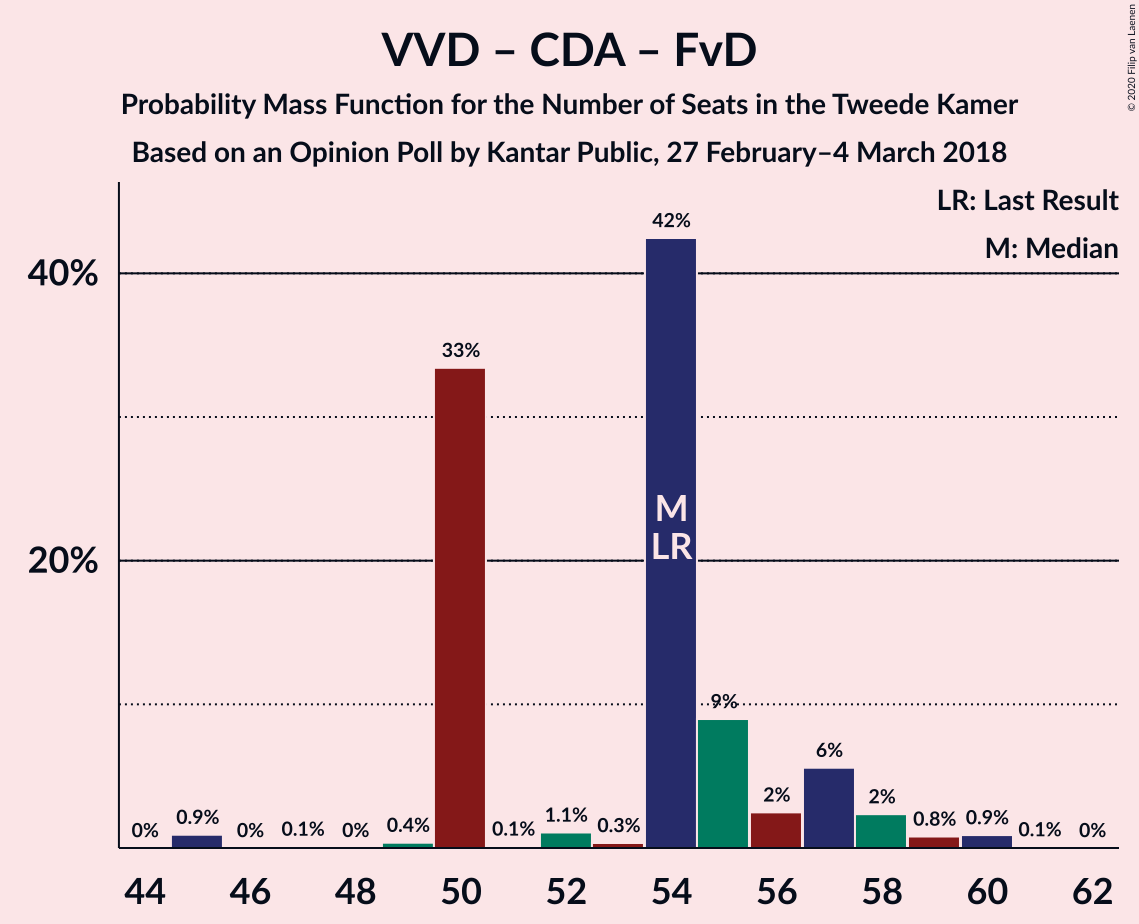 VVD – CDA – FvD
Probability Mass Function for the Number of Seats in the Tweede Kamer
Based on an Opinion Poll by Kantar Public, 27 February–4 March 2018
© 2020 Filip van Laenen
LR: Last Result
M: Median
40%
20%
0%
0.9%
0%
0.1%
0%
0.4%
33%
0.1%
1.1%
0.3%
42%
M
LR
9%
2%
6%
2%
0.8%
0.9%
0.1%
0%
44 46 48 50 52 54 56 58 60 62